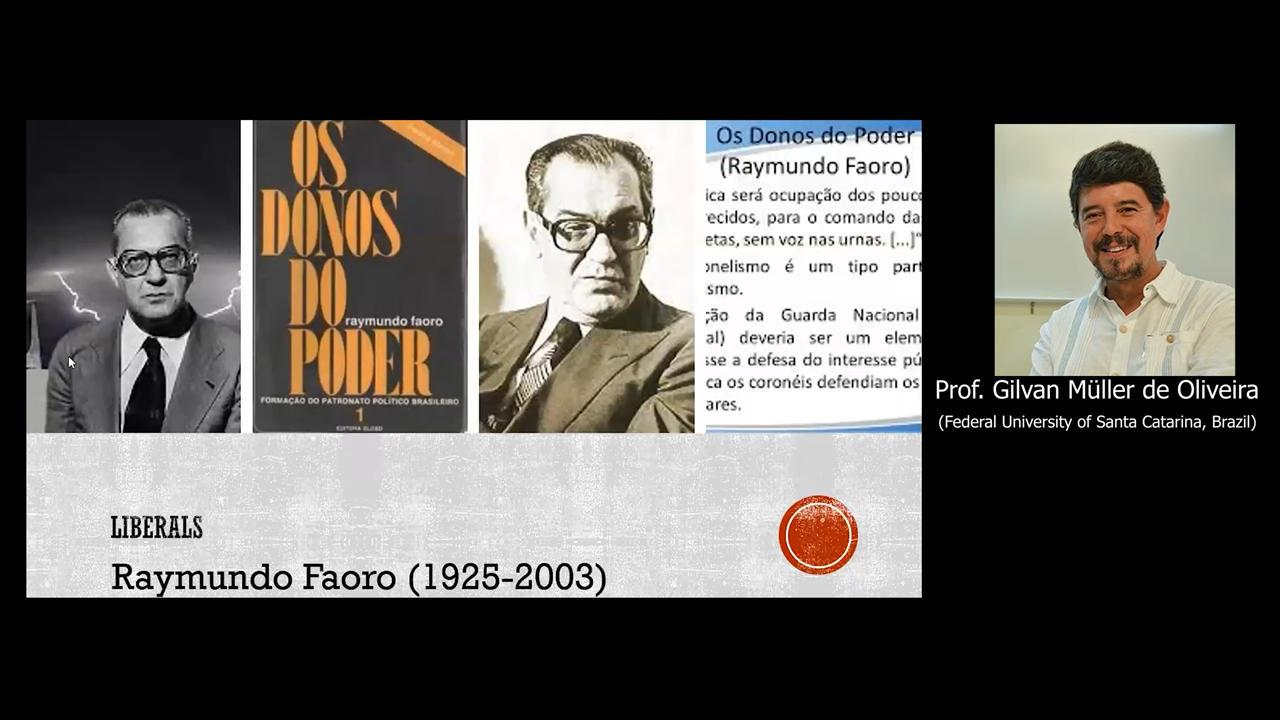 OS
DONOS
DO
raymundo faoro
PODER
FORMAÇÃO DO PATRONATO POLÍTICO BRASILEIRO
1
EDITORA GLOBO
Os Donos do Poder
(Raymundo Faoro)
ica será ocupação dos pouc
ecidos, para o comando da
etas, sem voz nas urnas. [...]"
onelismo é um tipo part
smo.
ção da Guarda Nacional
al) deveria ser um elem
sse a defesa do interesse pú
ca os coronéis defendiam os
ares.
LIBERALS
Raymundo Faoro (1925-2003)
Prof. Gilvan Müller de Oliveira
(Federal University of Santa Catarina, Brazil)